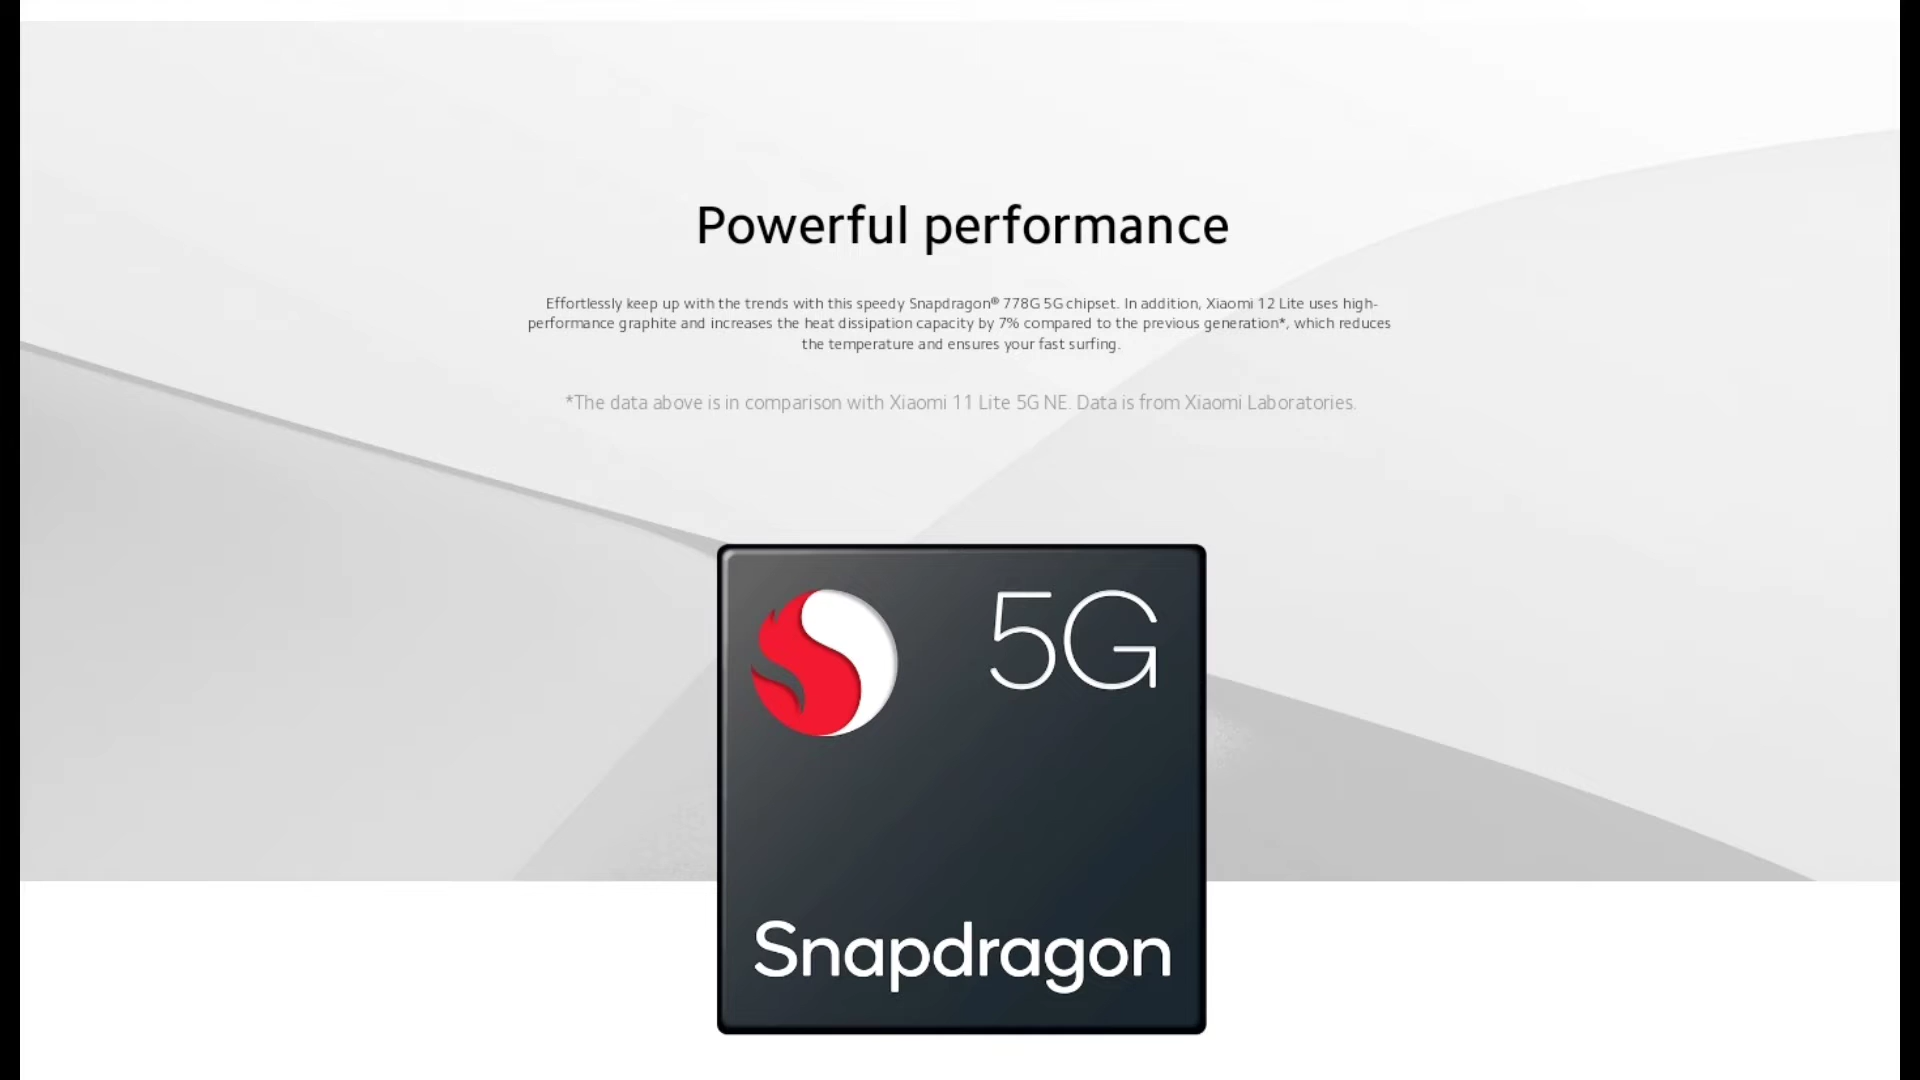 Powerful performance
Effortlessly keep up with the trends with this speedy Snapdragon® 778G 5G chipset. In addition, Xiaomi 12 Lite uses high-
performance graphite and increases the heat dissipation capacity by 7% compared to the previous generation*, which reduces
the temperature and ensures your fast surfing.
*The data above is in comparison with Xiaomi 11 Lite 5G NE. Data is from Xiaomi Laboratories.
5G
Snapdragon